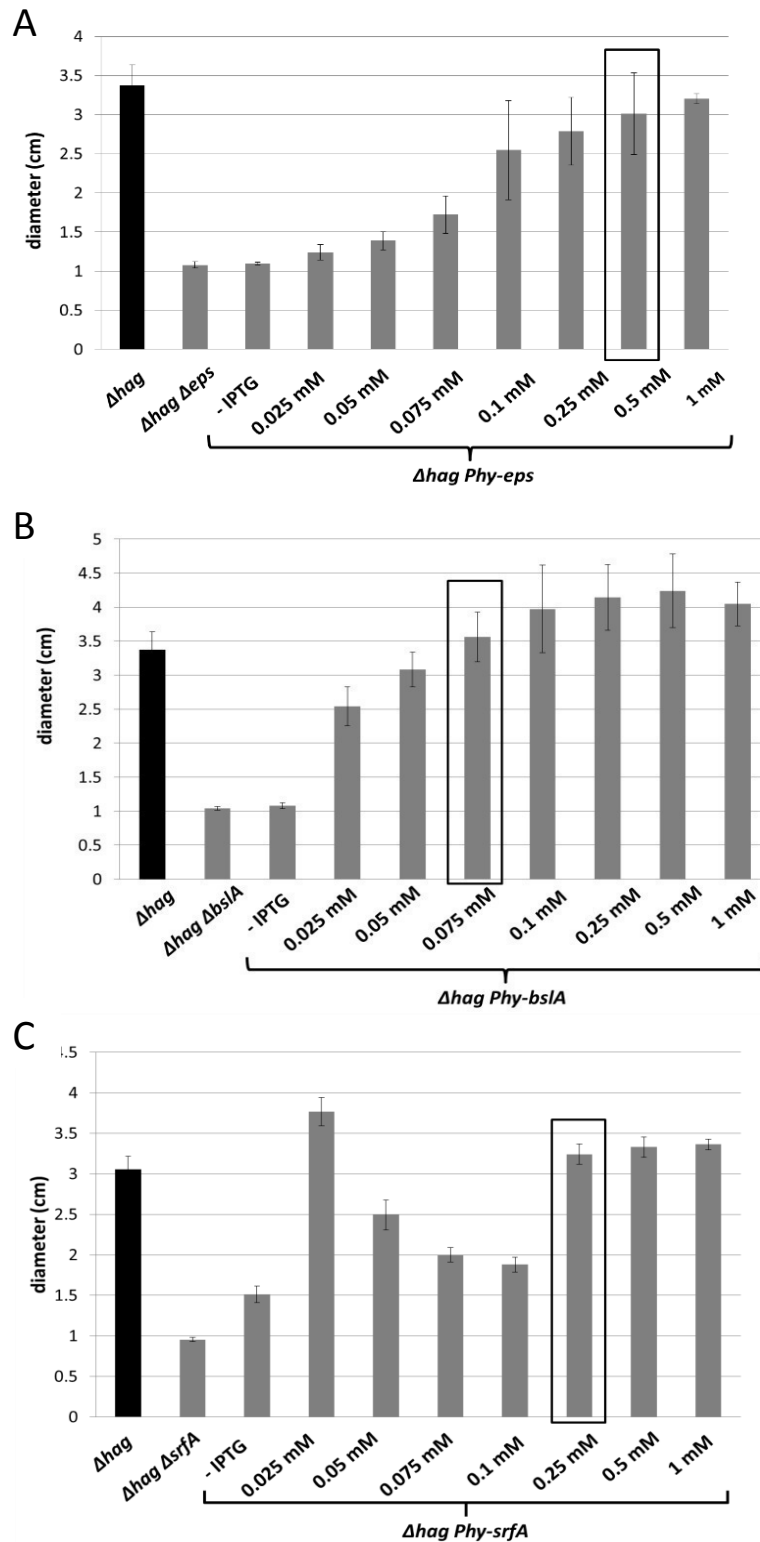 A
4
3.5
3
2.5
2
1.5
1
0.5
0
diameter (cm)
Δhag
Δhag Δeps
- IPTG
0.025 mM
0.05 mM
0.075 mM
0.1 mM
0.25 mM
0.5 mM
1 mM
Δhag Phy-eps
B
5
4.5
4
3.5
3
2.5
2
1.5
1
0.5
0
diameter (cm)
Δhag
Δhag ΔbslA
- IPTG
0.025 mM
0.05 mM
0.075 mM
0.1 mM
0.25 mM
0.5 mM
1 mM
Δhag Phy-bslA
C
4.5
4
3.5
3
2.5
2
1.5
1
0.5
0
diameter (cm)
Δhag
Δhag ΔsrfA
- IPTG
0.025 mM
0.05 mM
0.075 mM
0.1 mM
0.25 mM
0.5 mM
1 mM
Δhag Phy-srfA